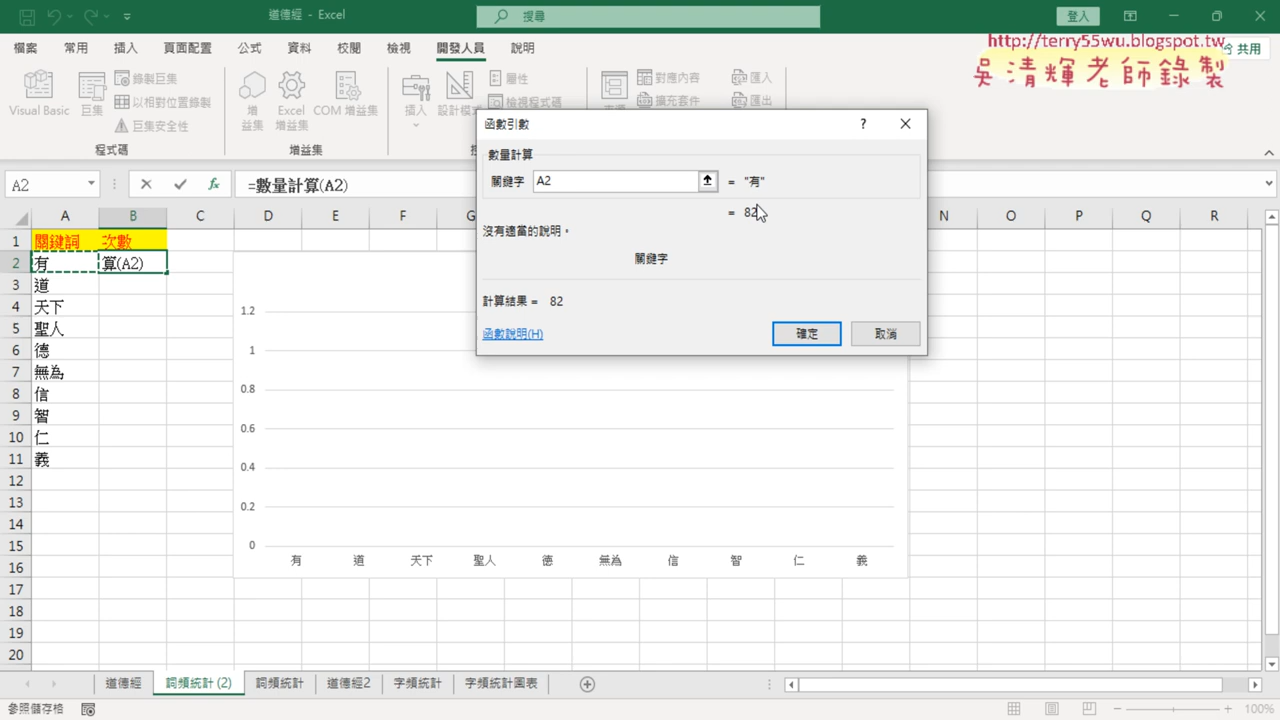 道德經 - Excel
搜尋
登入
檔案 常用 插入 頁面配置 公式 資料 校閱 檢視 開發人員 說明
共用
http://terry55wu.blogspot.tw
吳清輝老師錄製
Visual Basic
巨集
錄製巨集
以相對位置錄製
巨集安全性
程式碼
增益集
Excel 增益集
COM 增益集
增益集
插入
設計模式
屬性
檢視程式碼
對應內容
擴充套件
匯入
匯出
函數引數
數量計算
關鍵字 A2 = "有"
= 82
沒有適當的說明。
關鍵字
計算結果 = 82
函數說明(H)
確定
取消
A2
=數量計算(A2)
A B C D E F G N O P Q R
1 關鍵詞 次數
2 有 算(A2)
3 道
4 天下
5 聖人
6 德
7 無為
8 信
9 智
10 仁
11 義
12
13
14
15
16
17
18
19
20
1.2
1
0.8
0.6
0.4
0.2
0
有 道 天下 聖人 德 無為 信 智 仁 義
道德經 詞頻統計 (2) 詞頻統計 道德經2 字頻統計 字頻統計圖表
參照儲存格
100%